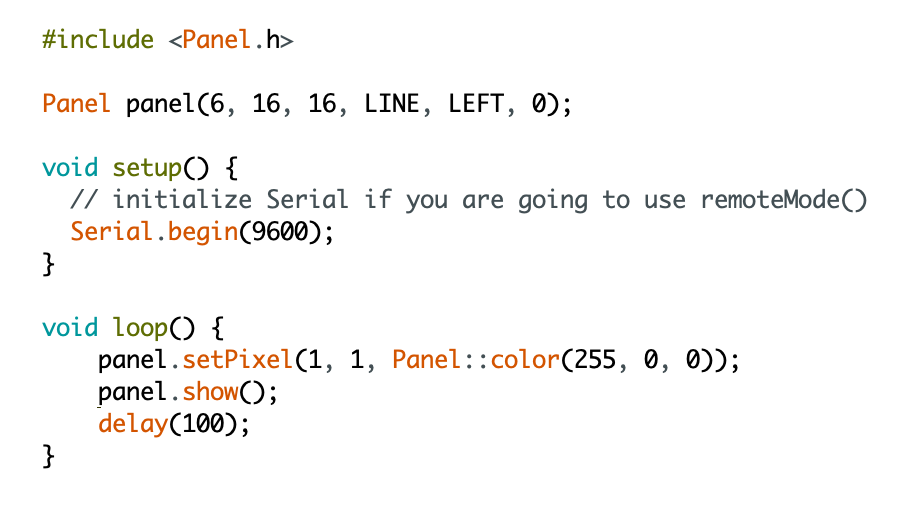 #include <Panel.h>
Panel panel(6, 16, 16, LINE, LEFT, 0);
void setup() {
  // initialize Serial if you are going to use remoteMode()
  Serial.begin(9600);
}
void loop() {
    panel.setPixel(1, 1, Panel::color(255, 0, 0));
    panel.show();
    delay(100);
}